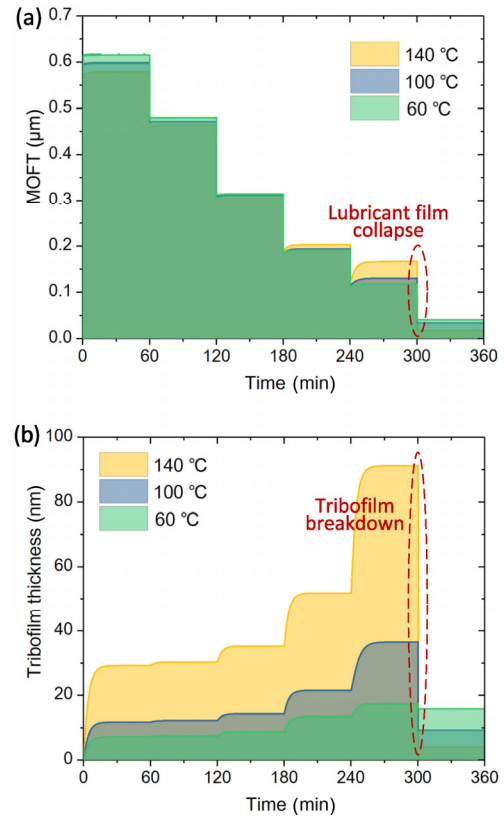 (a)
0.6
0.5
0.4
0.3
0.2
0.1
0.0
MOFT (μm)
140 °C
100 °C
60 °C
Lubricant film
collapse
0 60 120 180 240 300 360
Time (min)
(b)
100
80
60
40
20
0
Tribofilm thickness (nm)
140 °C
100 °C
60 °C
Tribofilm
breakdown
0 60 120 180 240 300 360
Time (min)